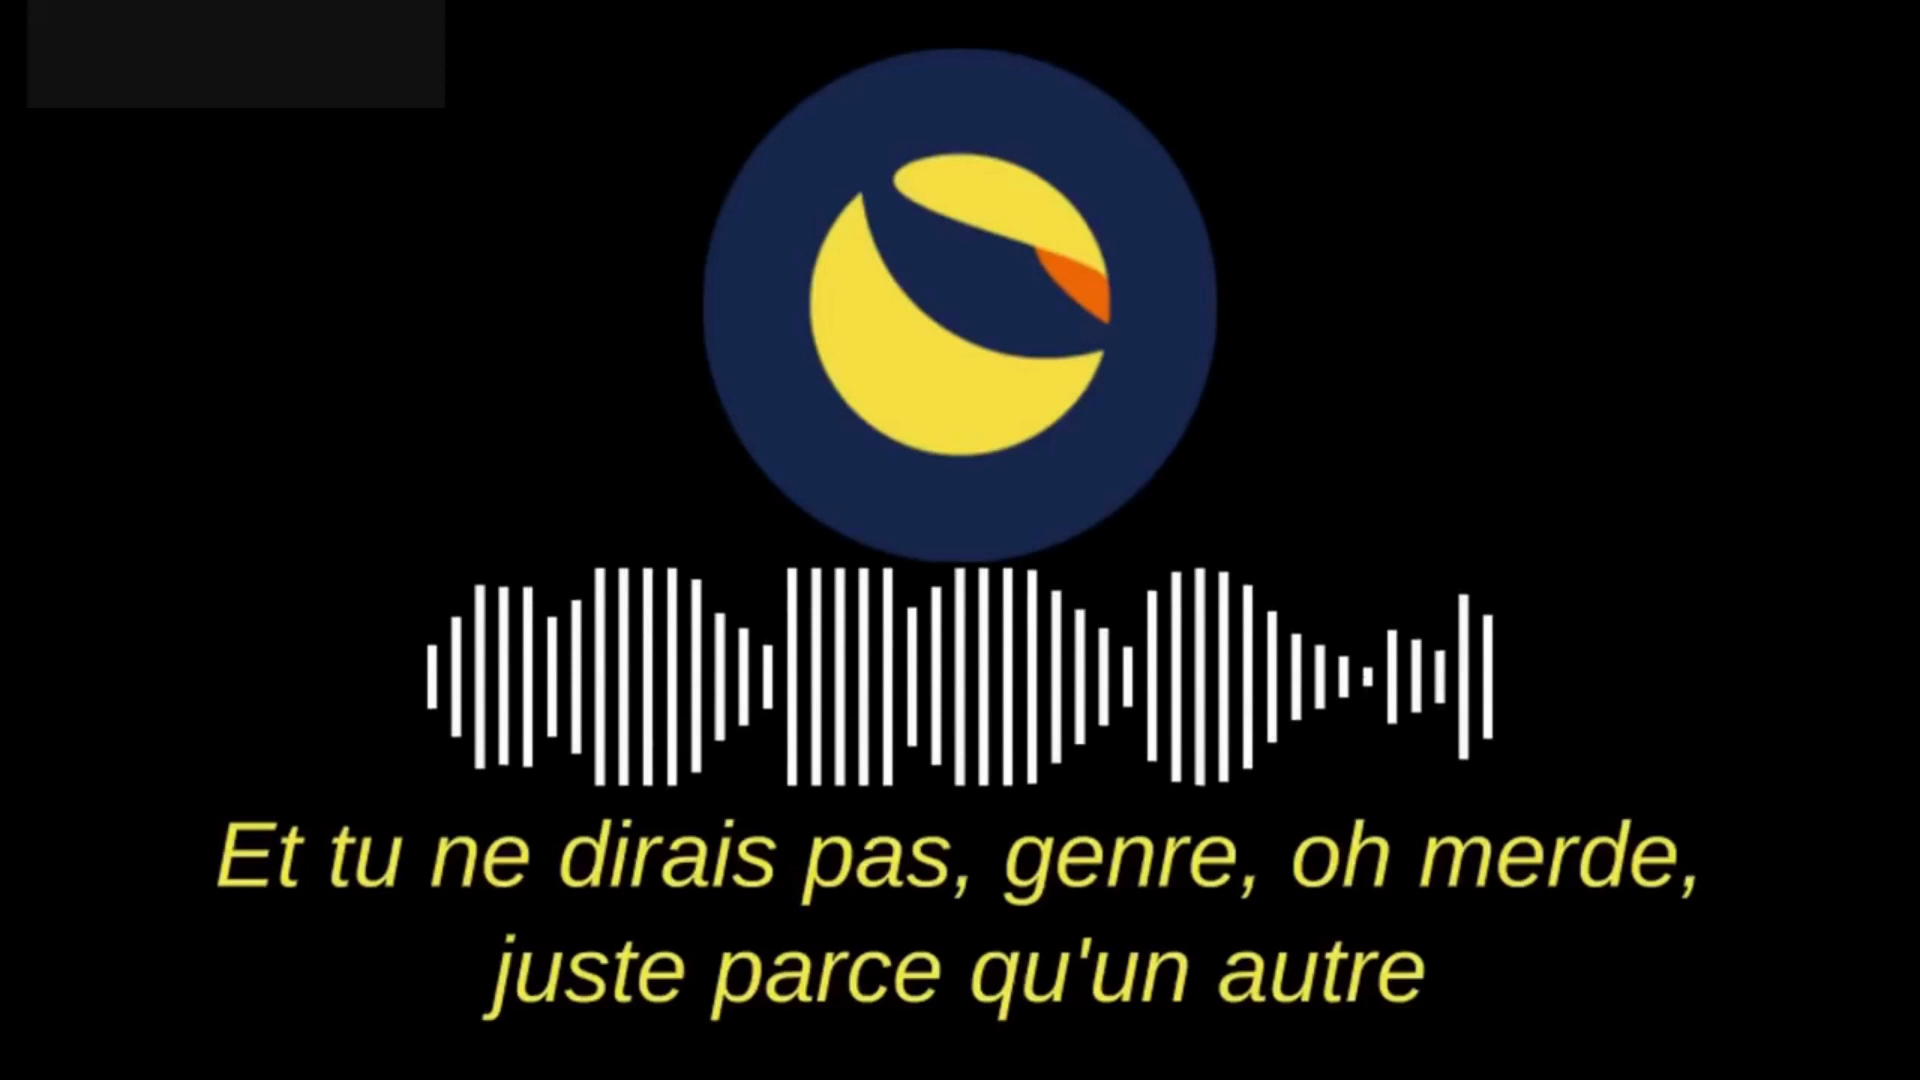 Et tu ne dirais pas, genre, oh merde,
juste parce qu'un autre